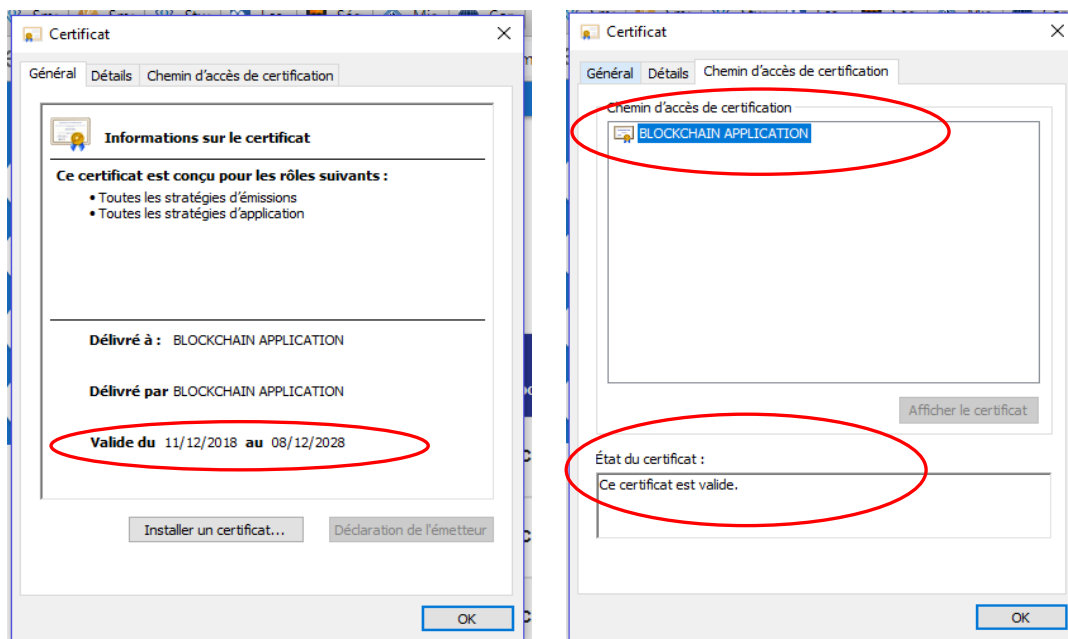 Certificat
Général Détails Chemin d'accès de certification
Informations sur le certificat
Ce certificat est conçu pour les rôles suivants :
• Toutes les stratégies d'émissions
• Toutes les stratégies d'application
Délivré à : BLOCKCHAIN APPLICATION
Délivré par BLOCKCHAIN APPLICATION
Valide du 11/12/2018 au 08/12/2028
Installer un certificat... Déclaration de l'émetteur
OK
Certificat
Général Détails Chemin d'accès de certification
Chemin d'accès de certification
BLOCKCHAIN APPLICATION
Afficher le certificat
État du certificat :
Ce certificat est valide.
OK